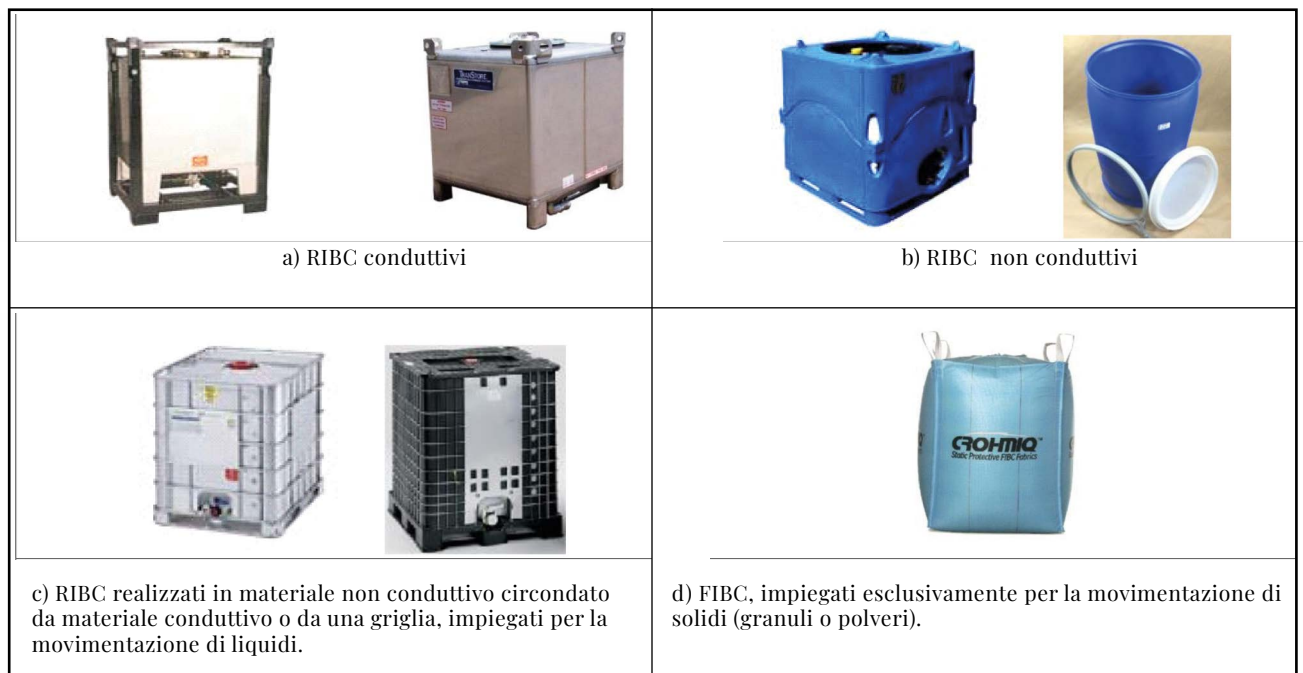 a) RIBC conduttivi
b) RIBC non conduttivi
c) RIBC realizzati in materiale non conduttivo circondato
da materiale conduttivo o da una griglia, impiegati per la
movimentazione di liquidi.
CROHMIQ™
Static Protective FIBC Fabrics
d) FIBC, impiegati esclusivamente per la movimentazione di
solidi (granuli o polveri).